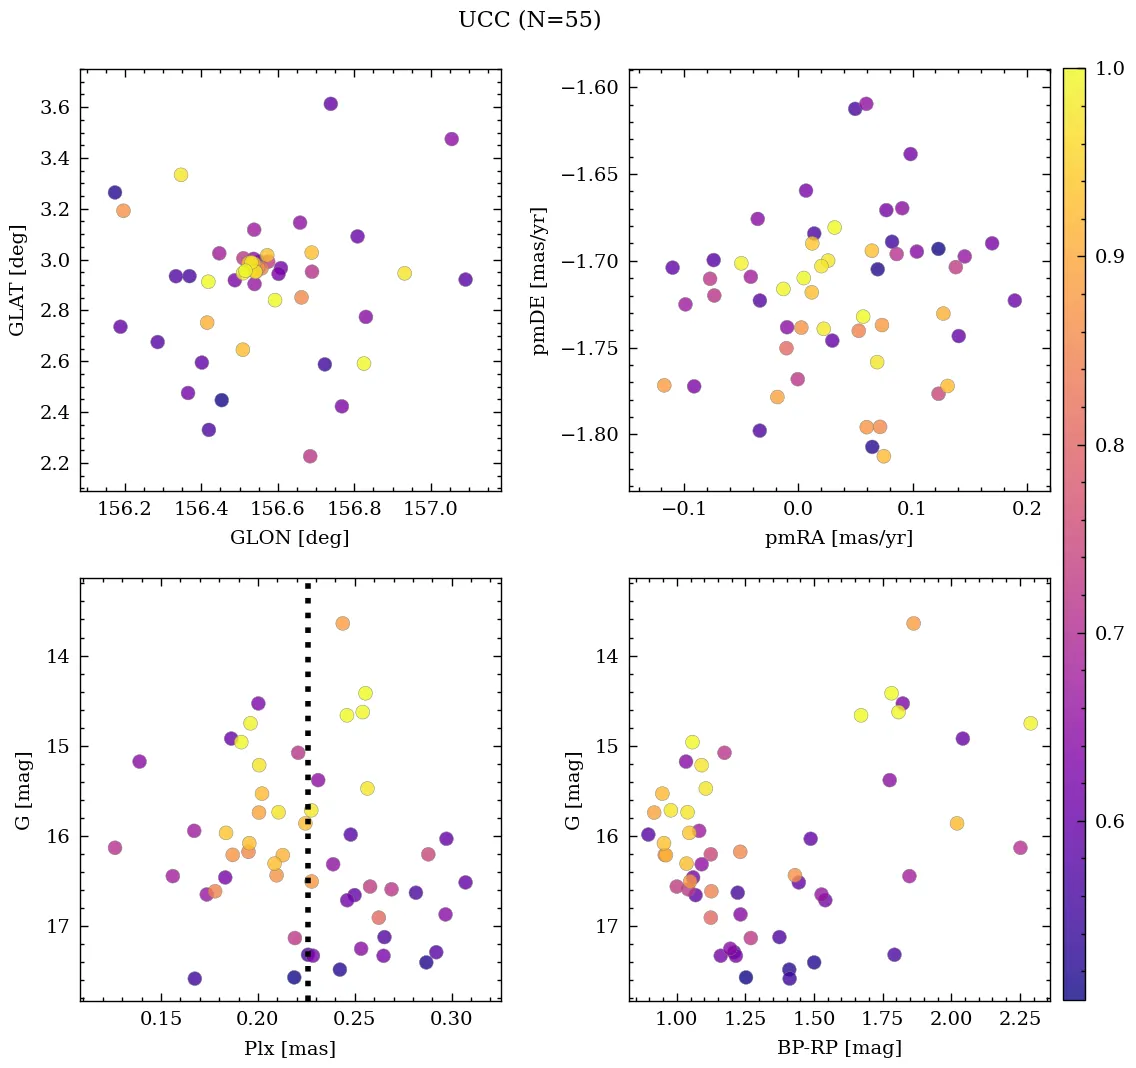 UCC (N=55)
3.6
3.4
3.2
3.0
2.8
2.6
2.4
2.2
GLAT [deg]
156.2 156.4 156.6 156.8 157.0
GLON [deg]
−1.60
−1.65
−1.70
−1.75
−1.80
pmDE [mas/yr]
−0.1 0.0 0.1 0.2
pmRA [mas/yr]
1.0
0.9
0.8
0.7
0.6
14
15
16
17
G [mag]
0.15 0.20 0.25 0.30
Plx [mas]
14
15
16
17
G [mag]
1.00 1.25 1.50 1.75 2.00 2.25
BP-RP [mag]